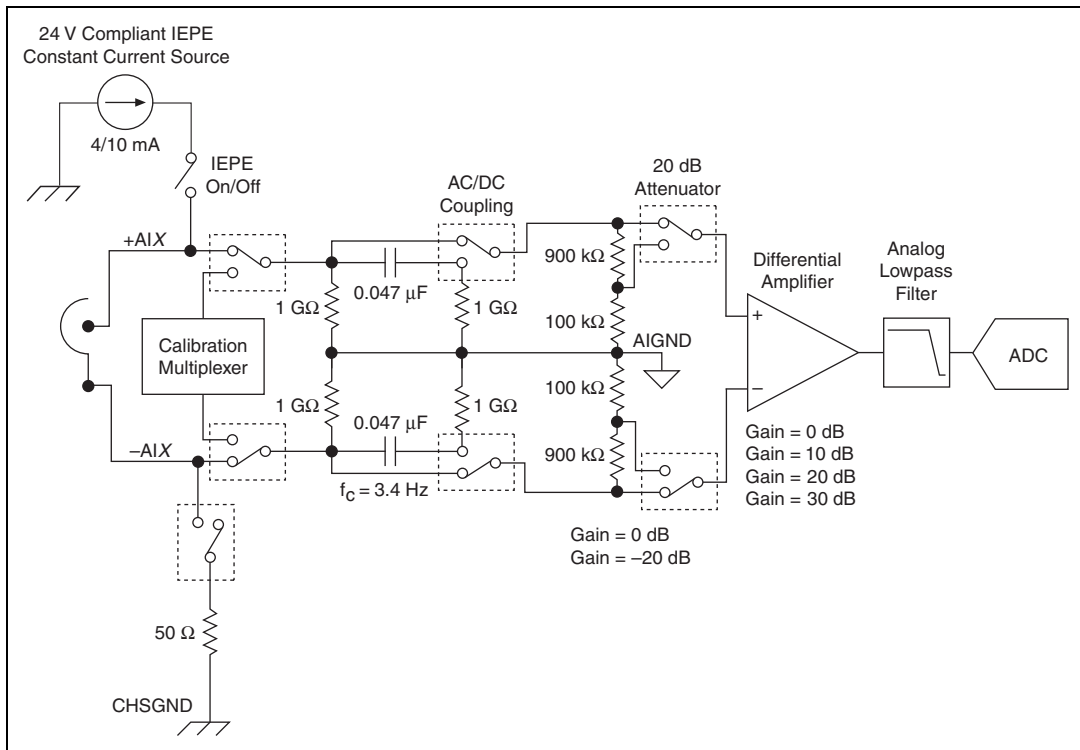 24 V Compliant IEPE
Constant Current Source
4/10 mA
IEPE
On/Off
+AIX
AC/DC
Coupling
20 dB
Attenuator
900 kΩ
Differential
Amplifier
Analog
Lowpass
Filter
1 GΩ
0.047 µF
1 GΩ
100 kΩ
Calibration
Multiplexer
AIGND
+
ADC
1 GΩ
0.047 µF
1 GΩ
100 kΩ
–
–AIX
900 kΩ
fC = 3.4 Hz
Gain = 0 dB
Gain = 10 dB
Gain = 20 dB
Gain = 30 dB
Gain = 0 dB
Gain = –20 dB
50 Ω
CHSGND